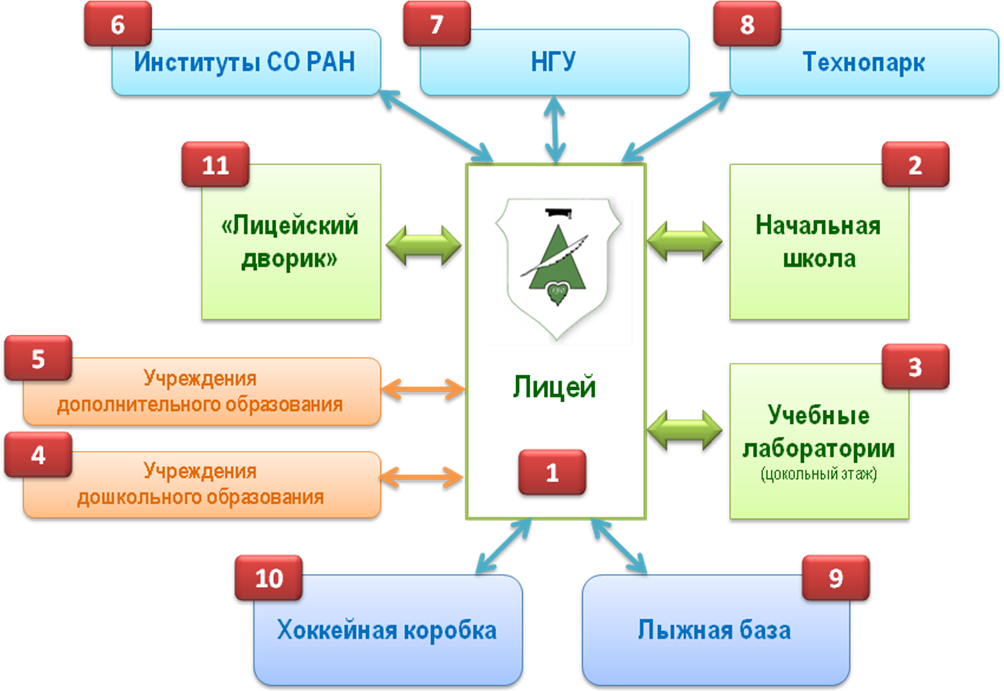 6
Институты СО РАН
7
НГУ
8
Технопарк
11
«Лицейский
дворик»
2
Начальная
школа
5
Учреждения
дополнительного образования
4
Учреждения
дошкольного образования
Лицей
1
3
Учебные
лаборатории
(цокольный этаж)
10
Хоккейная коробка
9
Лыжная база